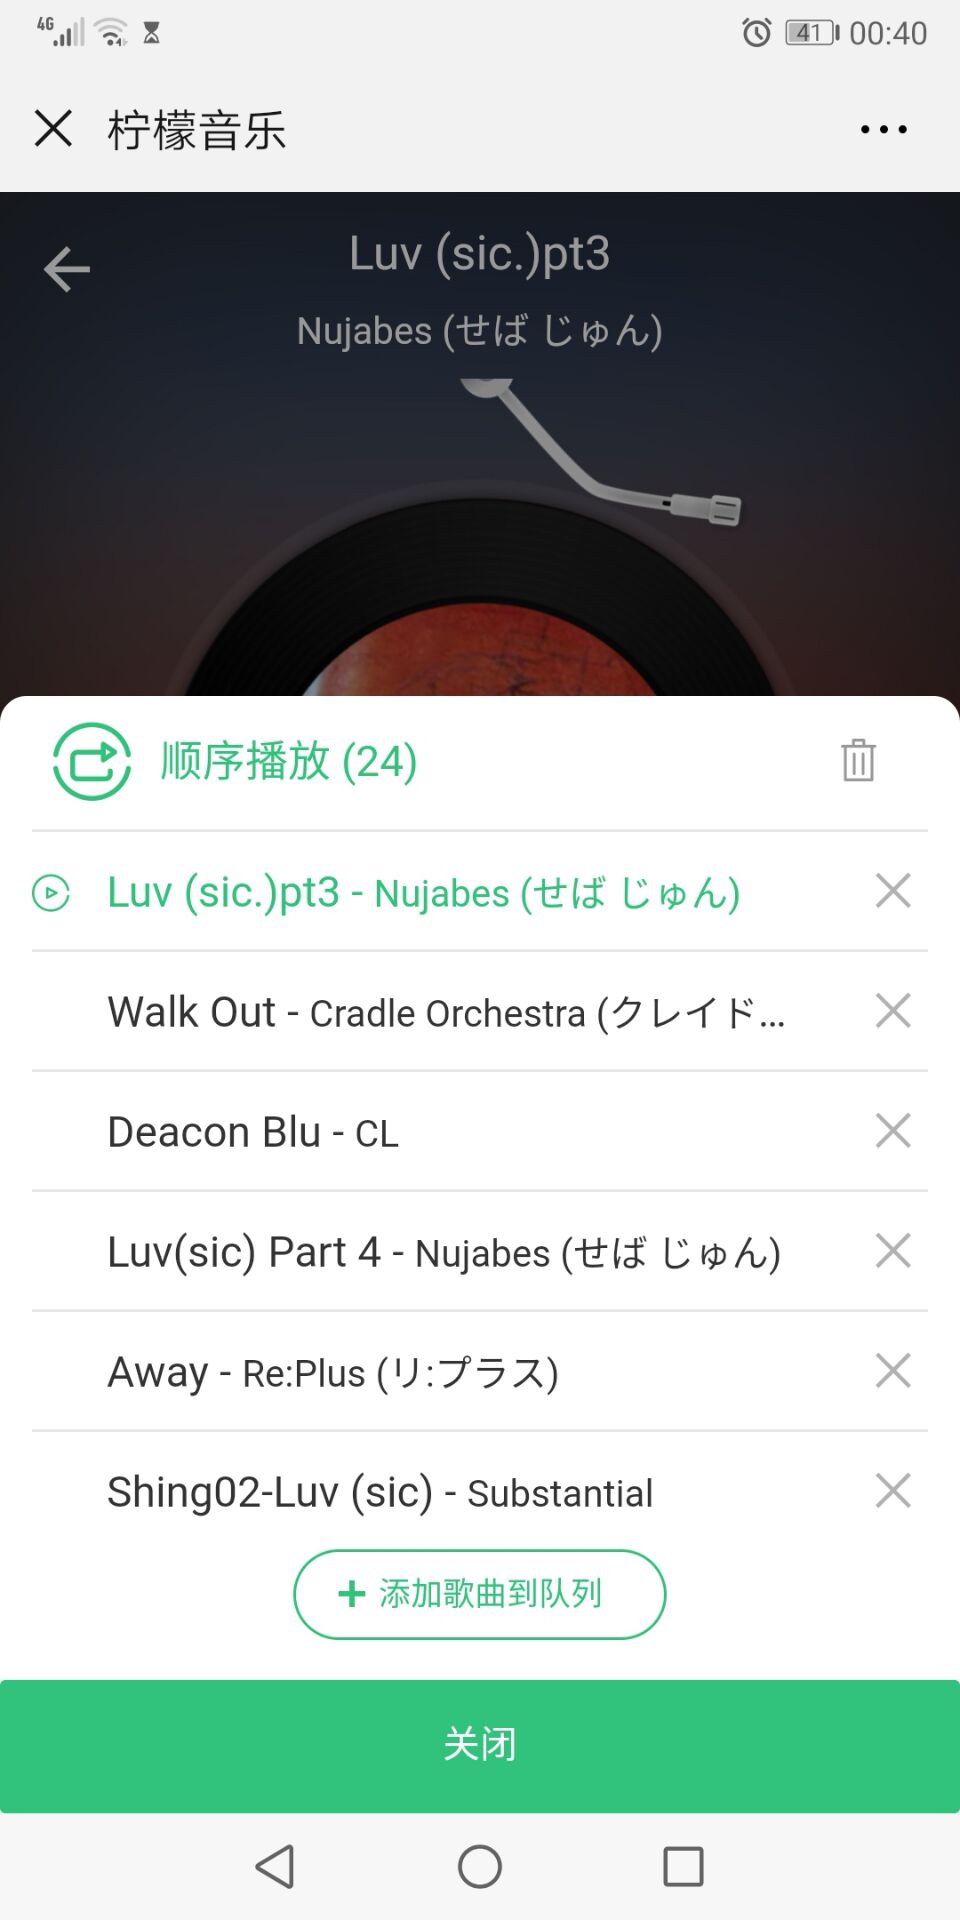 4G 41 00:40
柠檬音乐
Luv (sic.)pt3
Nujabes (せば じゅん)
顺序播放 (24)
Luv (sic.)pt3 - Nujabes (せば じゅん)
Walk Out - Cradle Orchestra (クレイド...
Deacon Blu - CL
Luv(sic) Part 4 - Nujabes (せば じゅん)
Away - Re:Plus (リ:プラス)
Shing02-Luv (sic) - Substantial
+ 添加歌曲到队列
关闭